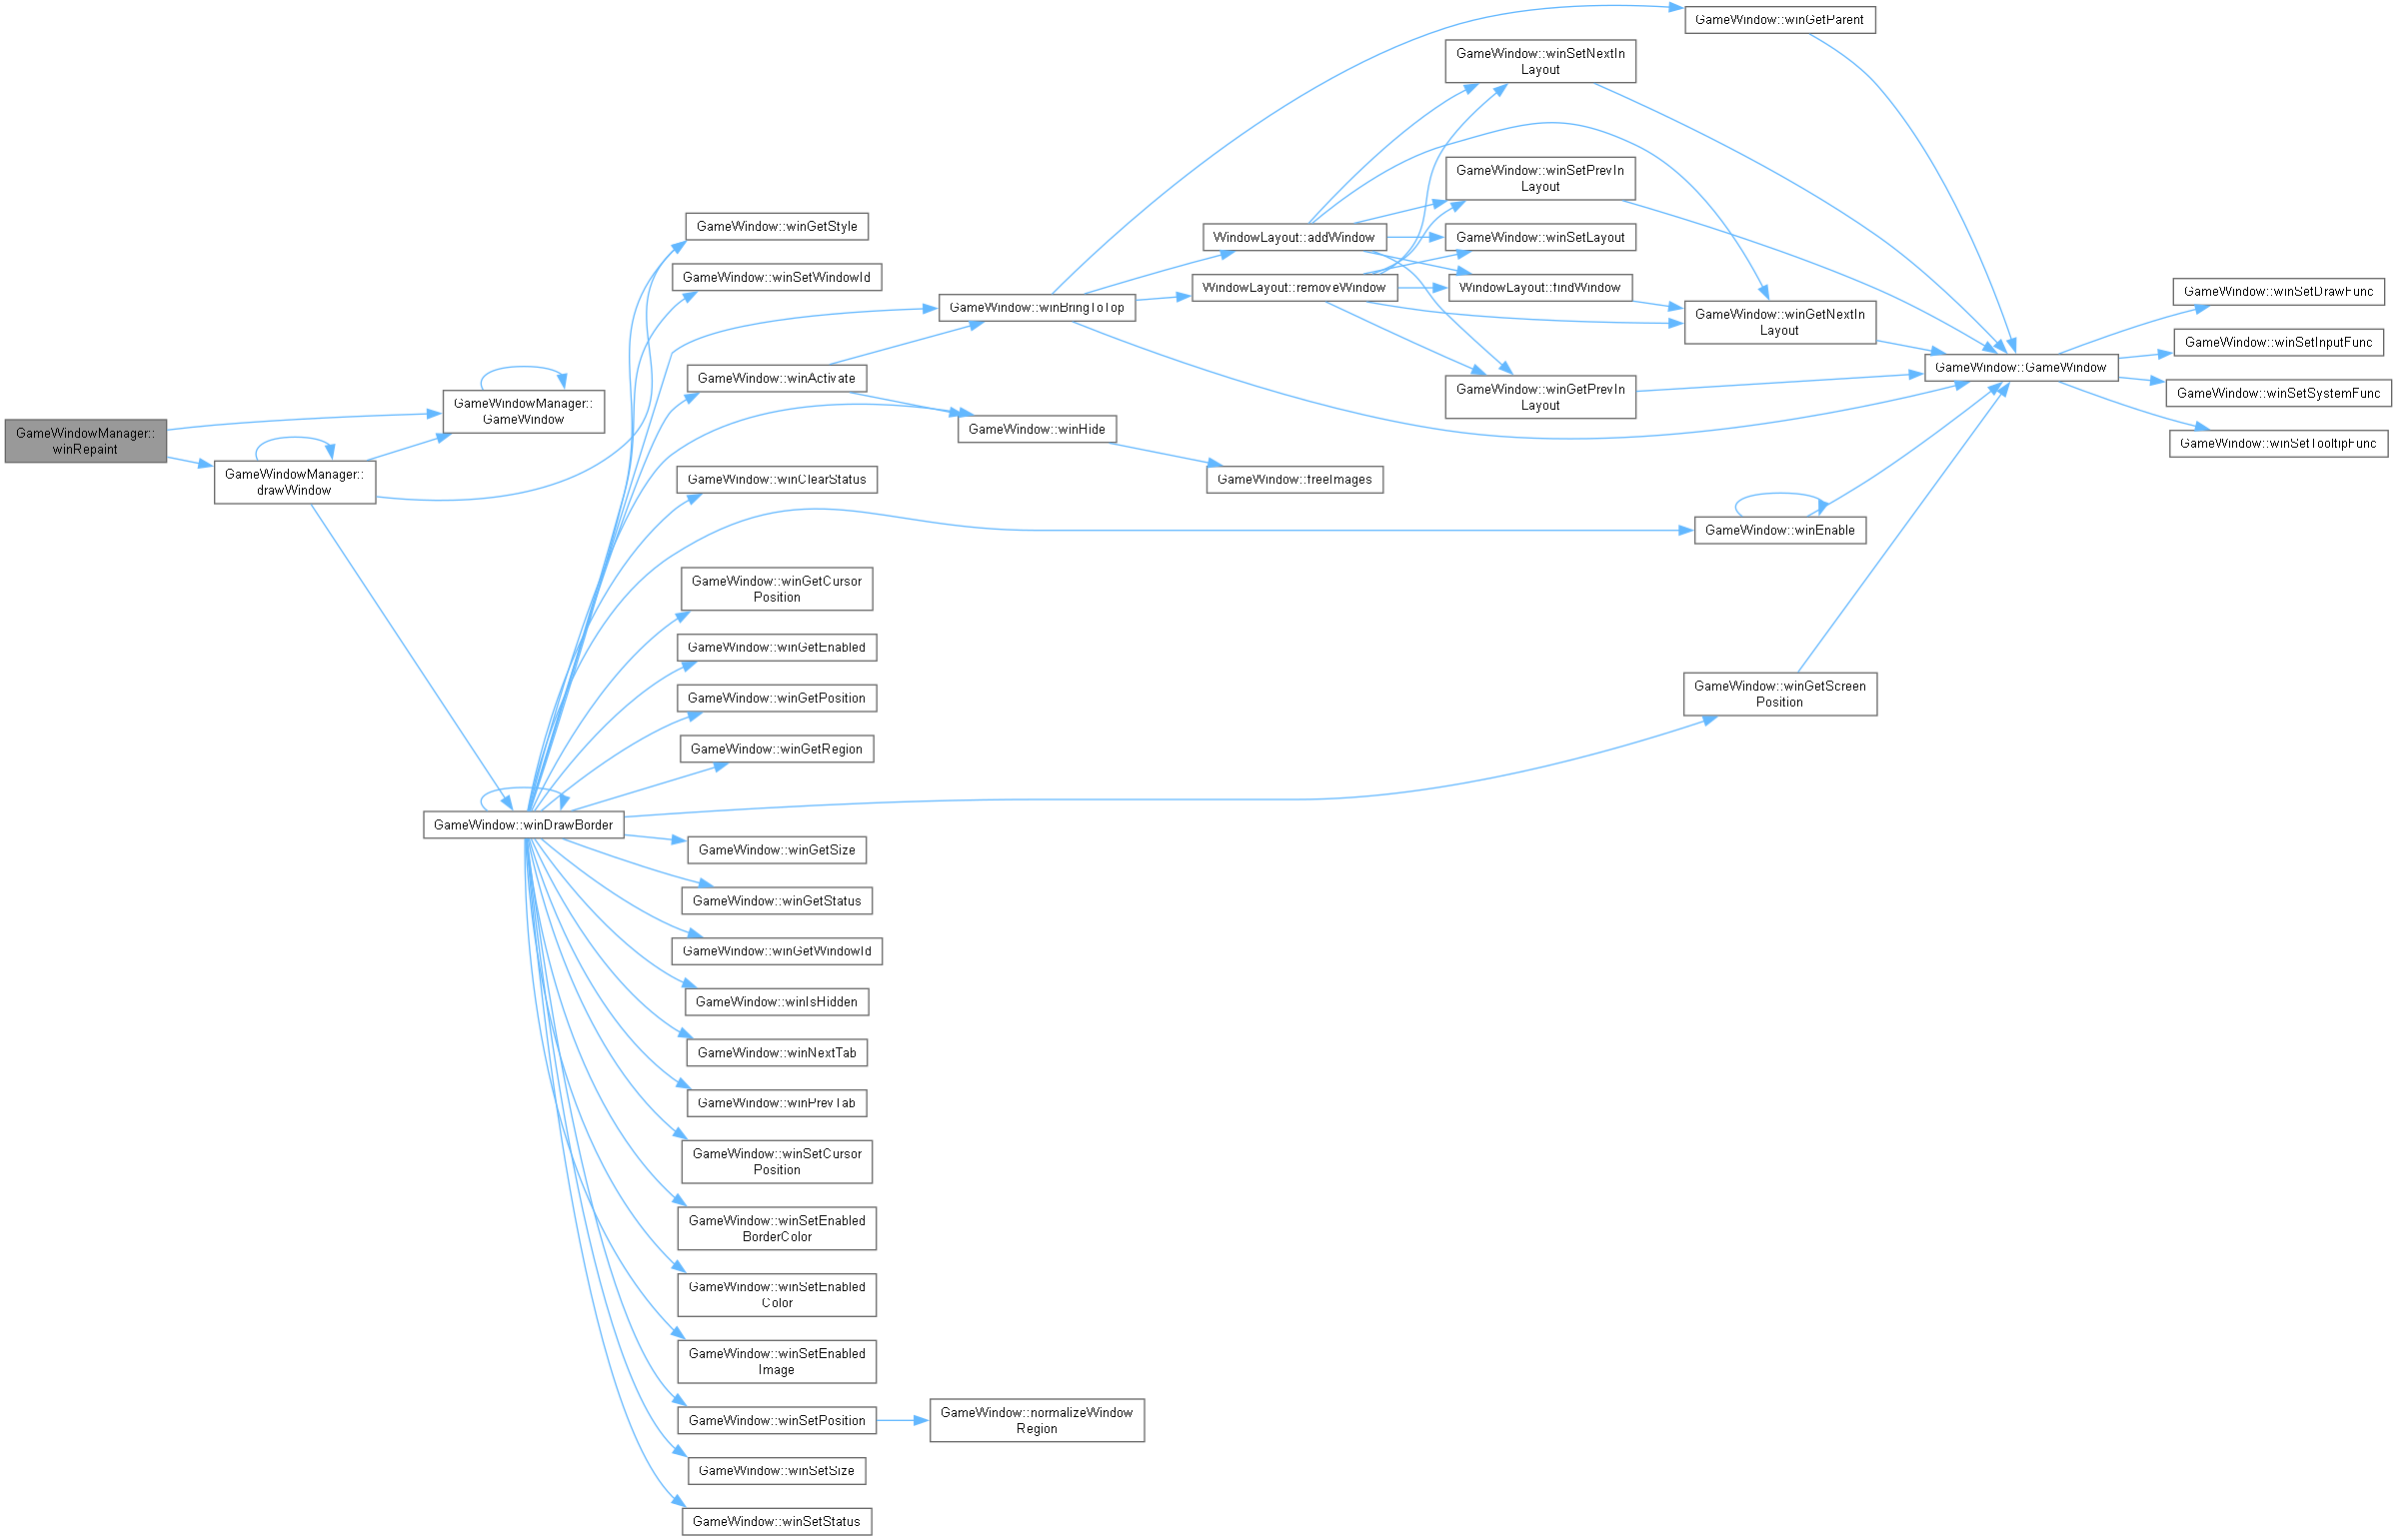 GameWindowManager::
winRepaint
GameWindowManager::
drawWindow
GameWindowManager::
GameWindow
GameWindow::winDrawBorder
GameWindow::winGetStyle
GameWindow::winSetWindowId
GameWindow::winActivate
GameWindow::winClearStatus
GameWindow::winGetCursor
Position
GameWindow::winGetEnabled
GameWindow::winGetPosition
GameWindow::winGetRegion
GameWindow::winGetSize
GameWindow::winGetStatus
GameWindow::winGetWindowId
GameWindow::winIsHidden
GameWindow::winNextTab
GameWindow::winPrevTab
GameWindow::winSetCursor
Position
GameWindow::winSetEnabled
BorderColor
GameWindow::winSetEnabled
Color
GameWindow::winSetEnabled
Image
GameWindow::winSetPosition
GameWindow::winSetSize
GameWindow::winSetStatus
GameWindow::winBringToTop
GameWindow::winHide
GameWindow::normalizeWindow
Region
WindowLayout::addWindow
WindowLayout::removeWindow
GameWindow::freeImages
GameWindow::winSetNextIn
Layout
GameWindow::winSetPrevIn
Layout
GameWindow::winSetLayout
WindowLayout::findWindow
GameWindow::winGetPrevIn
Layout
GameWindow::winGetParent
GameWindow::winGetNextIn
Layout
GameWindow::winEnable
GameWindow::winGetScreen
Position
GameWindow::GameWindow
GameWindow::winSetDrawFunc
GameWindow::winSetInputFunc
GameWindow::winSetSystemFunc
GameWindow::winSetTooltipFunc